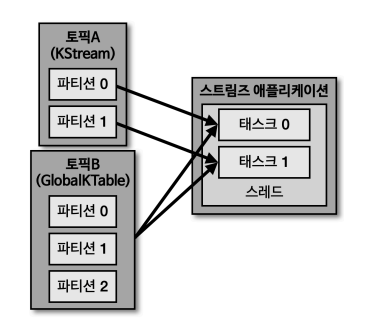 토픽A
(KStream)
파티션 0
파티션 1
토픽B
(GlobalKTable)
파티션 0
파티션 1
파티션 2
스트림즈 애플리케이션
태스크 0
태스크 1
스레드